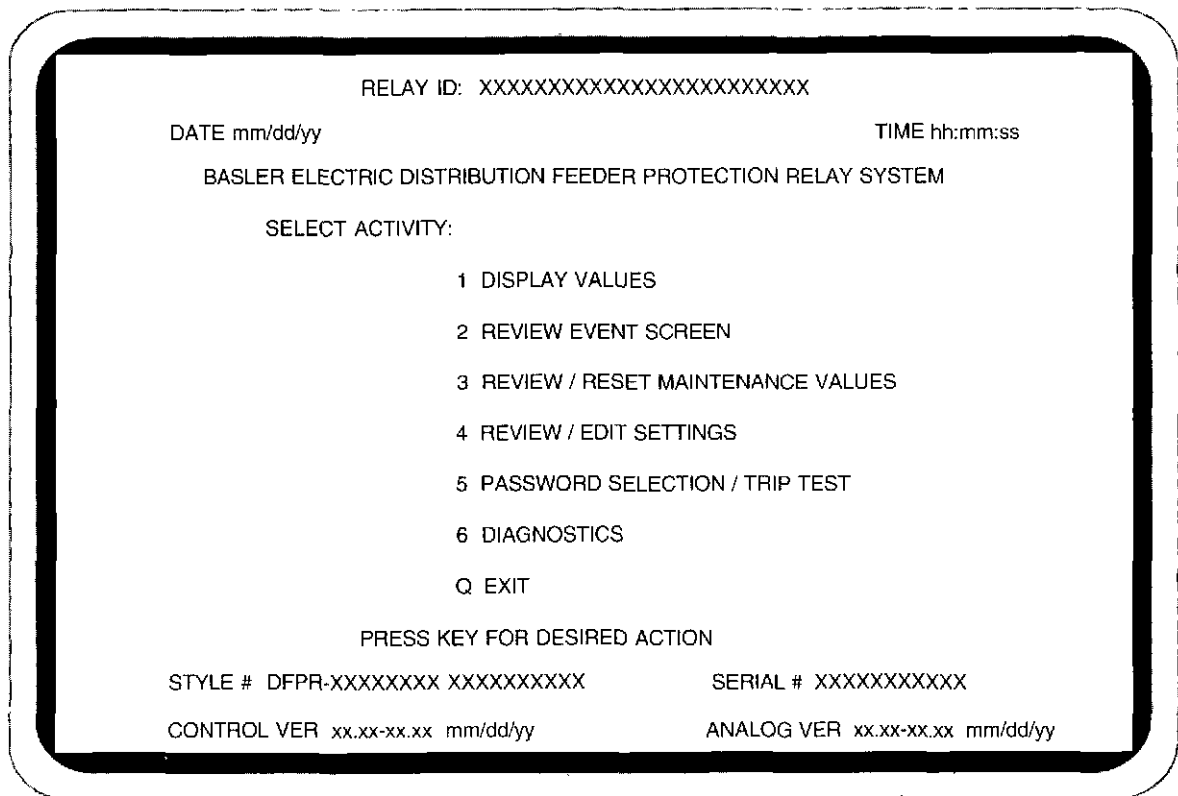 RELAY ID: XXXXXXXXXXXXXXXXXXXXXXXX
DATE mm/dd/yy TIME hh:mm:ss
BASLER ELECTRIC DISTRIBUTION FEEDER PROTECTION RELAY SYSTEM
SELECT ACTIVITY:
1 DISPLAY VALUES
2 REVIEW EVENT SCREEN
3 REVIEW / RESET MAINTENANCE VALUES
4 REVIEW / EDIT SETTINGS
5 PASSWORD SELECTION / TRIP TEST
6 DIAGNOSTICS
Q EXIT
PRESS KEY FOR DESIRED ACTION
STYLE # DFPR-XXXXXXXX XXXXXXXXXX SERIAL # XXXXXXXXXXX
CONTROL VER xx.xx-xx.xx mm/dd/yy ANALOG VER xx.xx-xx.xx mm/dd/yy